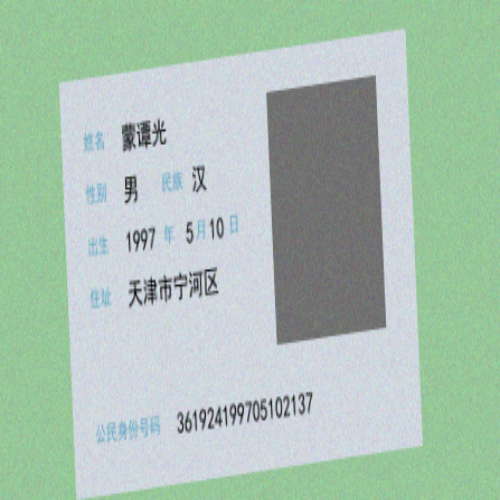 姓名 蒙谭光
性别 男 民族 汉
出生 1997 年 5 月 10 日
住址 天津市宁河区
公民身份号码 361924199705102137